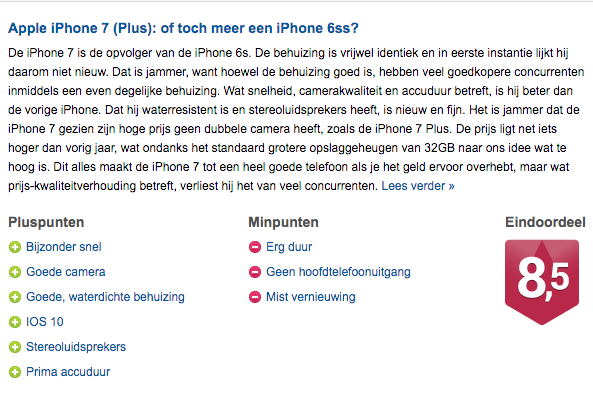 Apple iPhone 7 (Plus): of toch meer een iPhone 6ss?
De iPhone 7 is de opvolger van de iPhone 6s. De behuizing is vrijwel identiek en in eerste instantie lijkt hij
daarom niet nieuw. Dat is jammer, want hoewel de behuizing goed is, hebben veel goedkopere concurrenten
inmiddels een even degelijke behuizing. Wat snelheid, camerakwaliteit en accuduur betreft, is hij beter dan
de vorige iPhone. Dat hij waterresistent is en stereoluidsprekers heeft, is nieuw en fijn. Het is jammer dat de
iPhone 7 gezien zijn hoge prijs geen dubbele camera heeft, zoals de iPhone 7 Plus. De prijs ligt net iets
hoger dan vorig jaar, wat ondanks het standaard grotere opslaggeheugen van 32GB naar ons idee wat te
hoog is. Dit alles maakt de iPhone 7 tot een heel goede telefoon als je het geld ervoor overhebt, maar wat
prijs-kwaliteitverhouding betreft, verliest hij het van veel concurrenten. Lees verder »
Pluspunten
Bijzonder snel
Goede camera
Goede, waterdichte behuizing
IOS 10
Stereoluidsprekers
Prima accuduur
Minpunten
Erg duur
Geen hoofdtelefoonuitgang
Mist vernieuwing
Eindoordeel
8,5